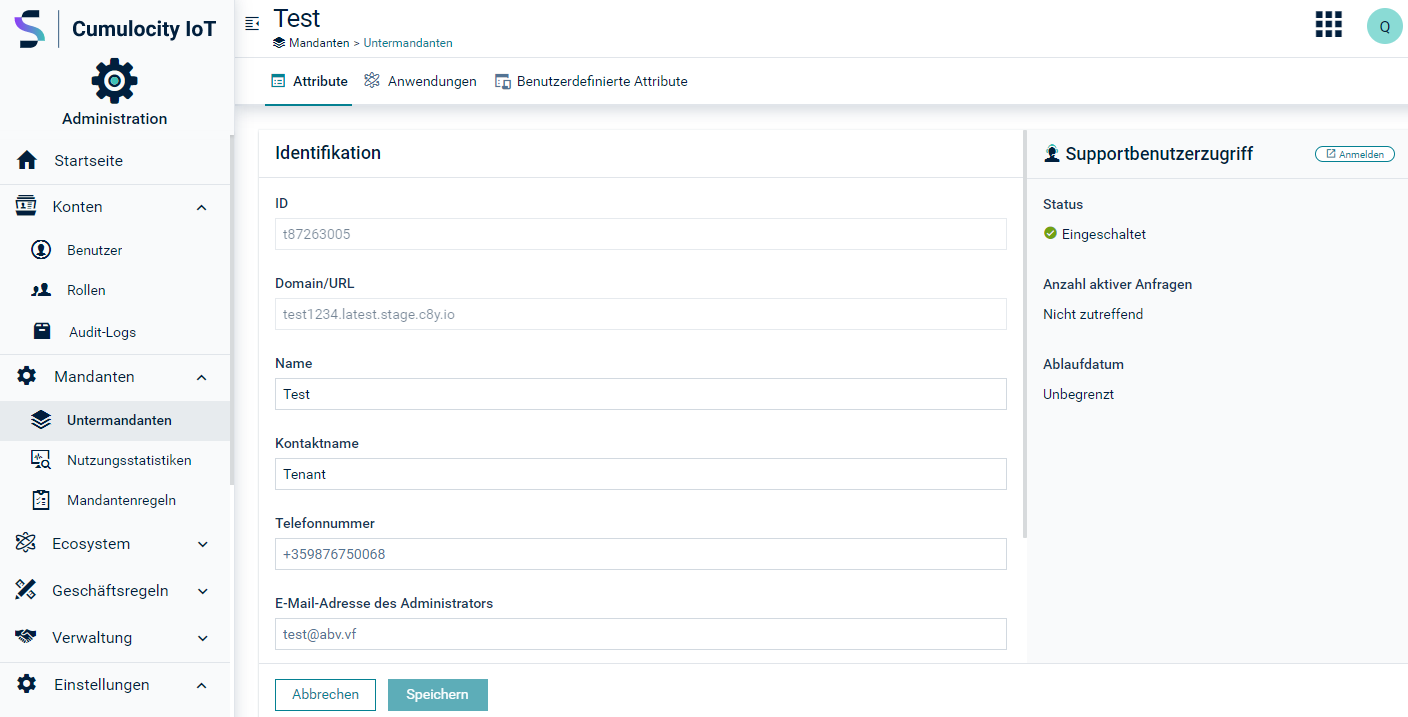 Cumulocity IoT
Administration
Startseite
Konten
Benutzer
Rollen
Audit-Logs
Mandanten
Untermandanten
Nutzungsstatistiken
Mandantenregeln
Ecosystem
Geschäftsregeln
Verwaltung
Einstellungen
Test
Mandanten > Untermandanten
Q
Attribute Anwendungen Benutzerdefinierte Attribute
Identifikation
ID
t87263005
Domain/URL
test1234.latest.stage.c8y.io
Name
Test
Kontaktname
Tenant
Telefonnummer
+359876750068
E-Mail-Adresse des Administrators
test@abv.vf
Abbrechen Speichern
Supportbenutzerzugriff Anmelden
Status
Eingeschaltet
Anzahl aktiver Anfragen
Nicht zutreffend
Ablaufdatum
Unbegrenzt